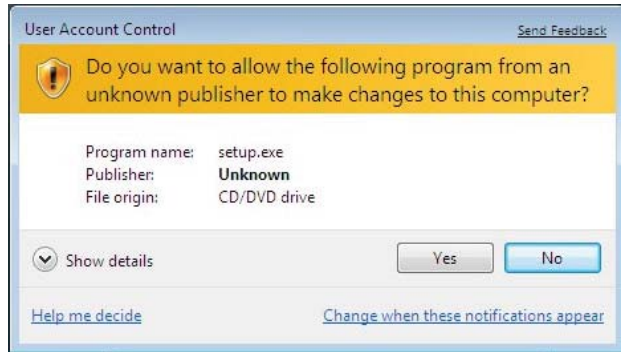 User Account Control
Send Feedback
Do you want to allow the following program from an
unknown publisher to make changes to this computer?
Program name: setup.exe
Publisher: Unknown
File origin: CD/DVD drive
Show details
Yes
No
Help me decide
Change when these notifications appear